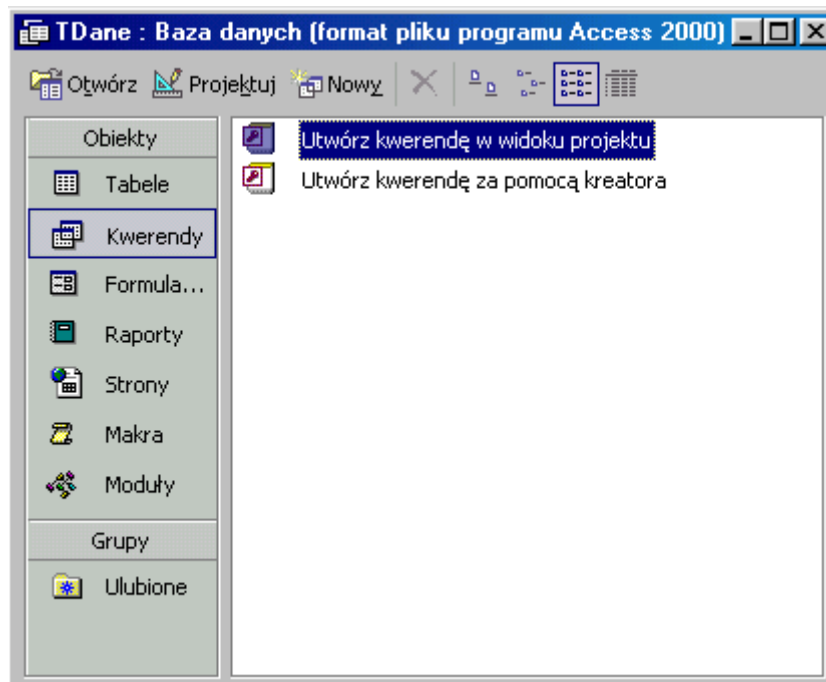 TDane : Baza danych (format pliku programu Access 2000)
Otwórz Projektuj Nowy
Obiekty
Tabele
Kwerendy
Formula...
Raporty
Strony
Makra
Moduły
Grupy
Ulubione
Utwórz kwerendę w widoku projektu
Utwórz kwerendę za pomocą kreatora